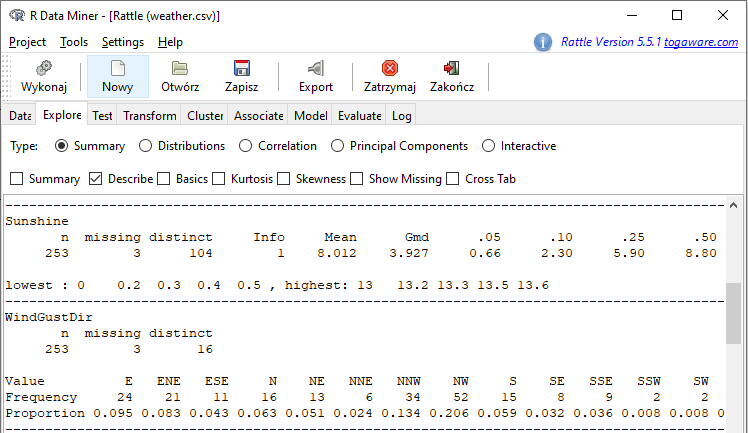 R Data Miner - [Rattle (weather.csv)]
Project Tools Settings Help Rattle Version 5.5.1 togaware.com
Wykonaj Nowy Otwórz Zapisz Export Zatrzymaj Zakończ
Data Explore Test Transform Cluster Associate Model Evaluate Log
Type: Summary Distributions Correlation Principal Components Interactive
Summary Describe Basics Kurtosis Skewness Show Missing Cross Tab
Sunshine
n missing distinct Info Mean Gmd .05 .10 .25 .50
253 3 104 1 8.012 3.927 0.66 2.30 5.90 8.80
lowest : 0 0.2 0.3 0.4 0.5 , highest: 13 13.2 13.3 13.5 13.6
WindGustDir
n missing distinct
253 3 16
Value E ENE ESE N NE NNE NNW NW S SE SSE SSW SW
Frequency 24 21 11 16 13 6 34 52 15 8 9 2 2
Proportion 0.095 0.083 0.043 0.063 0.051 0.024 0.134 0.206 0.059 0.032 0.036 0.008 0.008 0